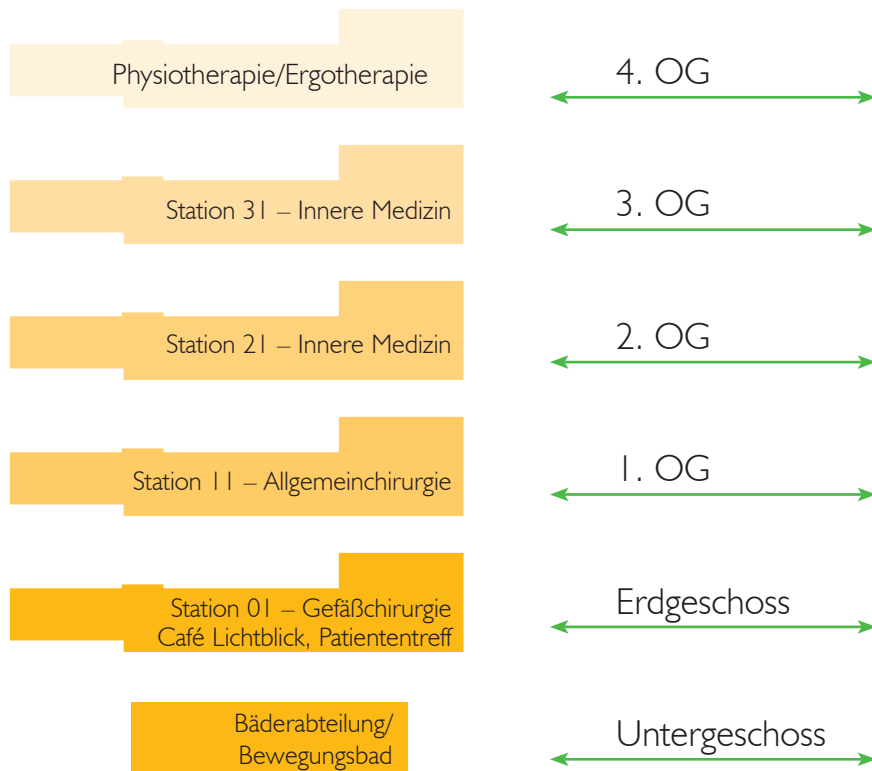 Physiotherapie/Ergotherapie
4. OG
Station 31 – Innere Medizin
3. OG
Station 21 – Innere Medizin
2. OG
Station 11 – Allgemeinchirurgie
1. OG
Station 01 – Gefäßchirurgie
Café Lichtblick, Patiententreff
Erdgeschoss
Bäderabteilung/
Bewegungsbad
Untergeschoss